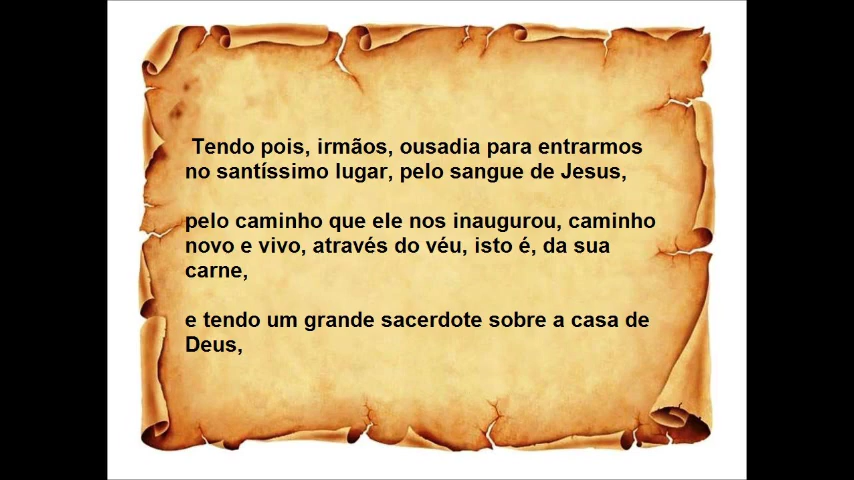 Tendo pois, irmãos, ousadia para entrarmos
no santíssimo lugar, pelo sangue de Jesus,
pelo caminho que ele nos inaugurou, caminho
novo e vivo, através do véu, isto é, da sua
carne,
e tendo um grande sacerdote sobre a casa de
Deus,